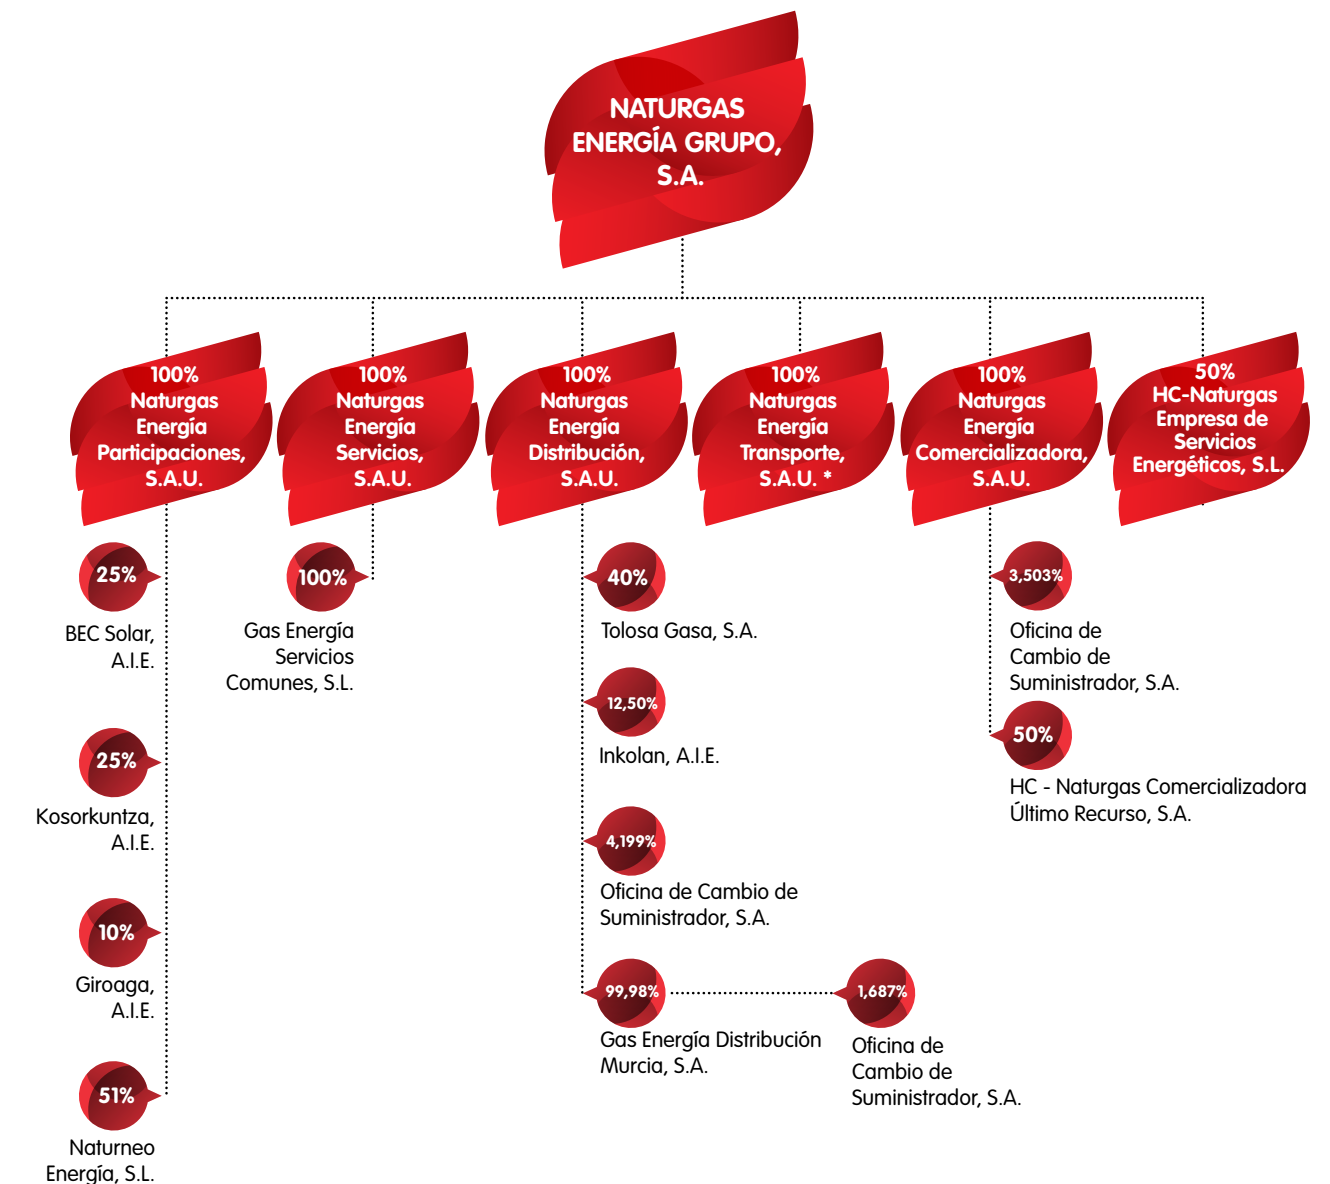 NATURGAS
ENERGÍA GRUPO,
S.A.
100%
Naturgas
Energía
Participaciones,
S.A.U.
100%
Naturgas
Energía
Servicios,
S.A.U.
100%
Naturgas
Energía
Distribución,
S.A.U.
100%
Naturgas
Energía
Transporte,
S.A.U. *
100%
Naturgas
Energía
Comercializadora,
S.A.U.
50%
HC-Naturgas
Empresa de
Servicios
Energéticos, S.L.
25%
BEC Solar,
A.I.E.
25%
Kosorkuntza,
A.I.E.
10%
Giroaga,
A.I.E.
51%
Naturneo
Energía, S.L.
100%
Gas Energía
Servicios
Comunes, S.L.
40%
Tolosa Gasa, S.A.
12,50%
Inkolan, A.I.E.
4,199%
Oficina de Cambio de
Suministrador, S.A.
99,98%
Gas Energía Distribución
Murcia, S.A.
1,687%
Oficina de
Cambio de
Suministrador, S.A.
3,503%
Oficina de
Cambio de
Suministrador, S.A.
50%
HC - Naturgas Comercializadora
Último Recurso, S.A.